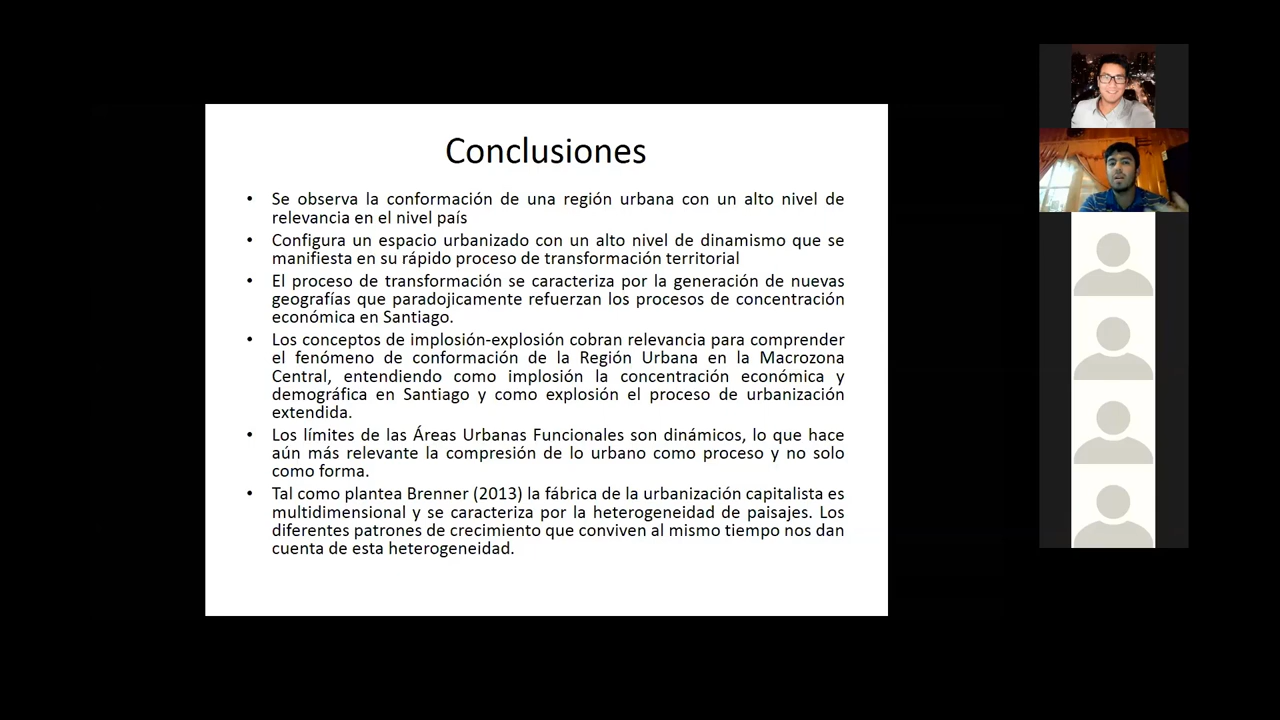 Conclusiones
• Se observa la conformación de una región urbana con un alto nivel de
relevancia en el nivel país
• Configura un espacio urbanizado con un alto nivel de dinamismo que se
manifiesta en su rápido proceso de transformación territorial
• El proceso de transformación se caracteriza por la generación de nuevas
geografías que paradojicamente refuerzan los procesos de concentración
económica en Santiago.
• Los conceptos de implosión-explosión cobran relevancia para comprender
el fenómeno de conformación de la Región Urbana en la Macrozona
Central, entendiendo como implosión la concentración económica y
demográfica en Santiago y como explosión el proceso de urbanización
extendida.
• Los límites de las Áreas Urbanas Funcionales son dinámicos, lo que hace
aún más relevante la compresión de lo urbano como proceso y no solo
como forma.
• Tal como plantea Brenner (2013) la fábrica de la urbanización capitalista es
multidimensional y se caracteriza por la heterogeneidad de paisajes. Los
diferentes patrones de crecimiento que conviven al mismo tiempo nos dan
cuenta de esta heterogeneidad.